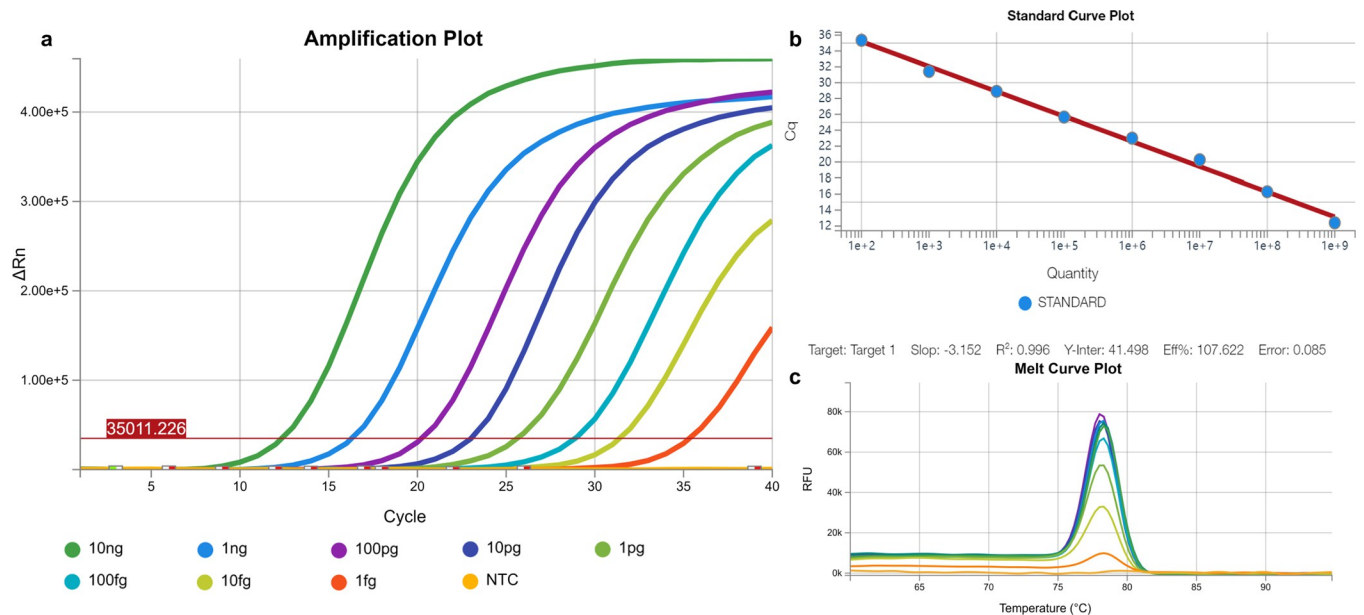 a
Amplification Plot
4.00e+5
3.00e+5
2.00e+5
1.00e+5
ΔRn
35011.226
5 10 15 20 25 30 35 40
Cycle
10ng 1ng 100pg 10pg 1pg
100fg 10fg 1fg NTC
b
Standard Curve Plot
36
34
32
30
28
26
24
22
20
18
16
14
12
Cq
1e+2 1e+3 1e+4 1e+5 1e+6 1e+7 1e+8 1e+9
Quantity
STANDARD
Target: Target 1 Slop: -3.152 R²: 0.996 Y-Inter: 41.498 Eff%: 107.622 Error: 0.085
c
Melt Curve Plot
80k
60k
40k
20k
0k
RFU
65 70 75 80 85 90
Temperature (°C)